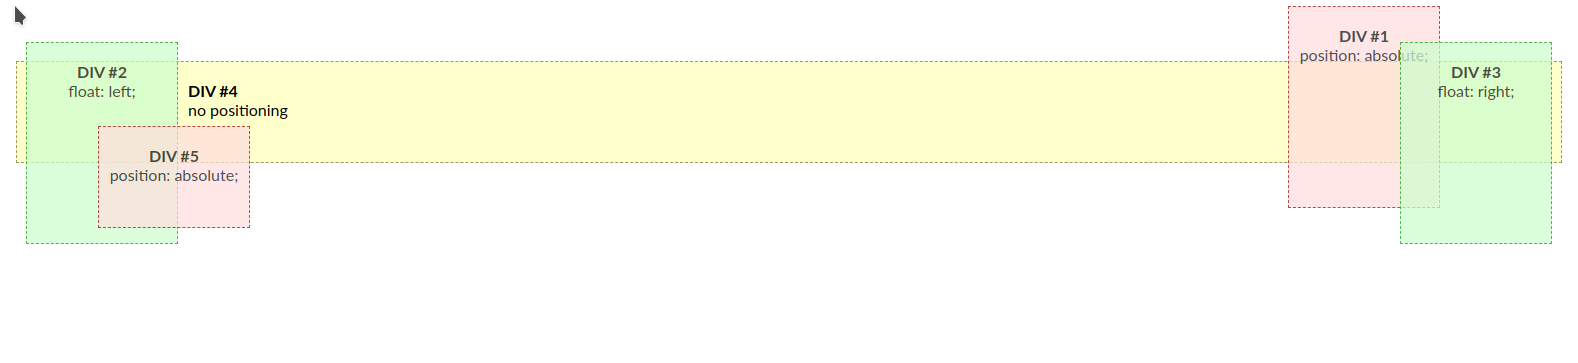 DIV #1
position: absolute;
DIV #2
float: left;
DIV #3
float: right;
DIV #4
no positioning
DIV #5
position: absolute;